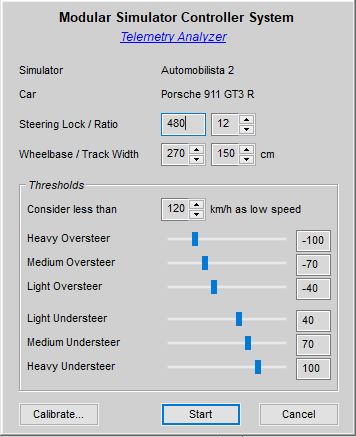 Modular Simulator Controller System
Telemetry Analyzer
Simulator Automobilista 2
Car Porsche 911 GT3 R
Steering Lock / Ratio 480 12
Wheelbase / Track Width 270 150 cm
Thresholds
Consider less than 120 km/h as low speed
Heavy Oversteer -100
Medium Oversteer -70
Light Oversteer -40
Light Understeer 40
Medium Understeer 70
Heavy Understeer 100
Calibrate... Start Cancel